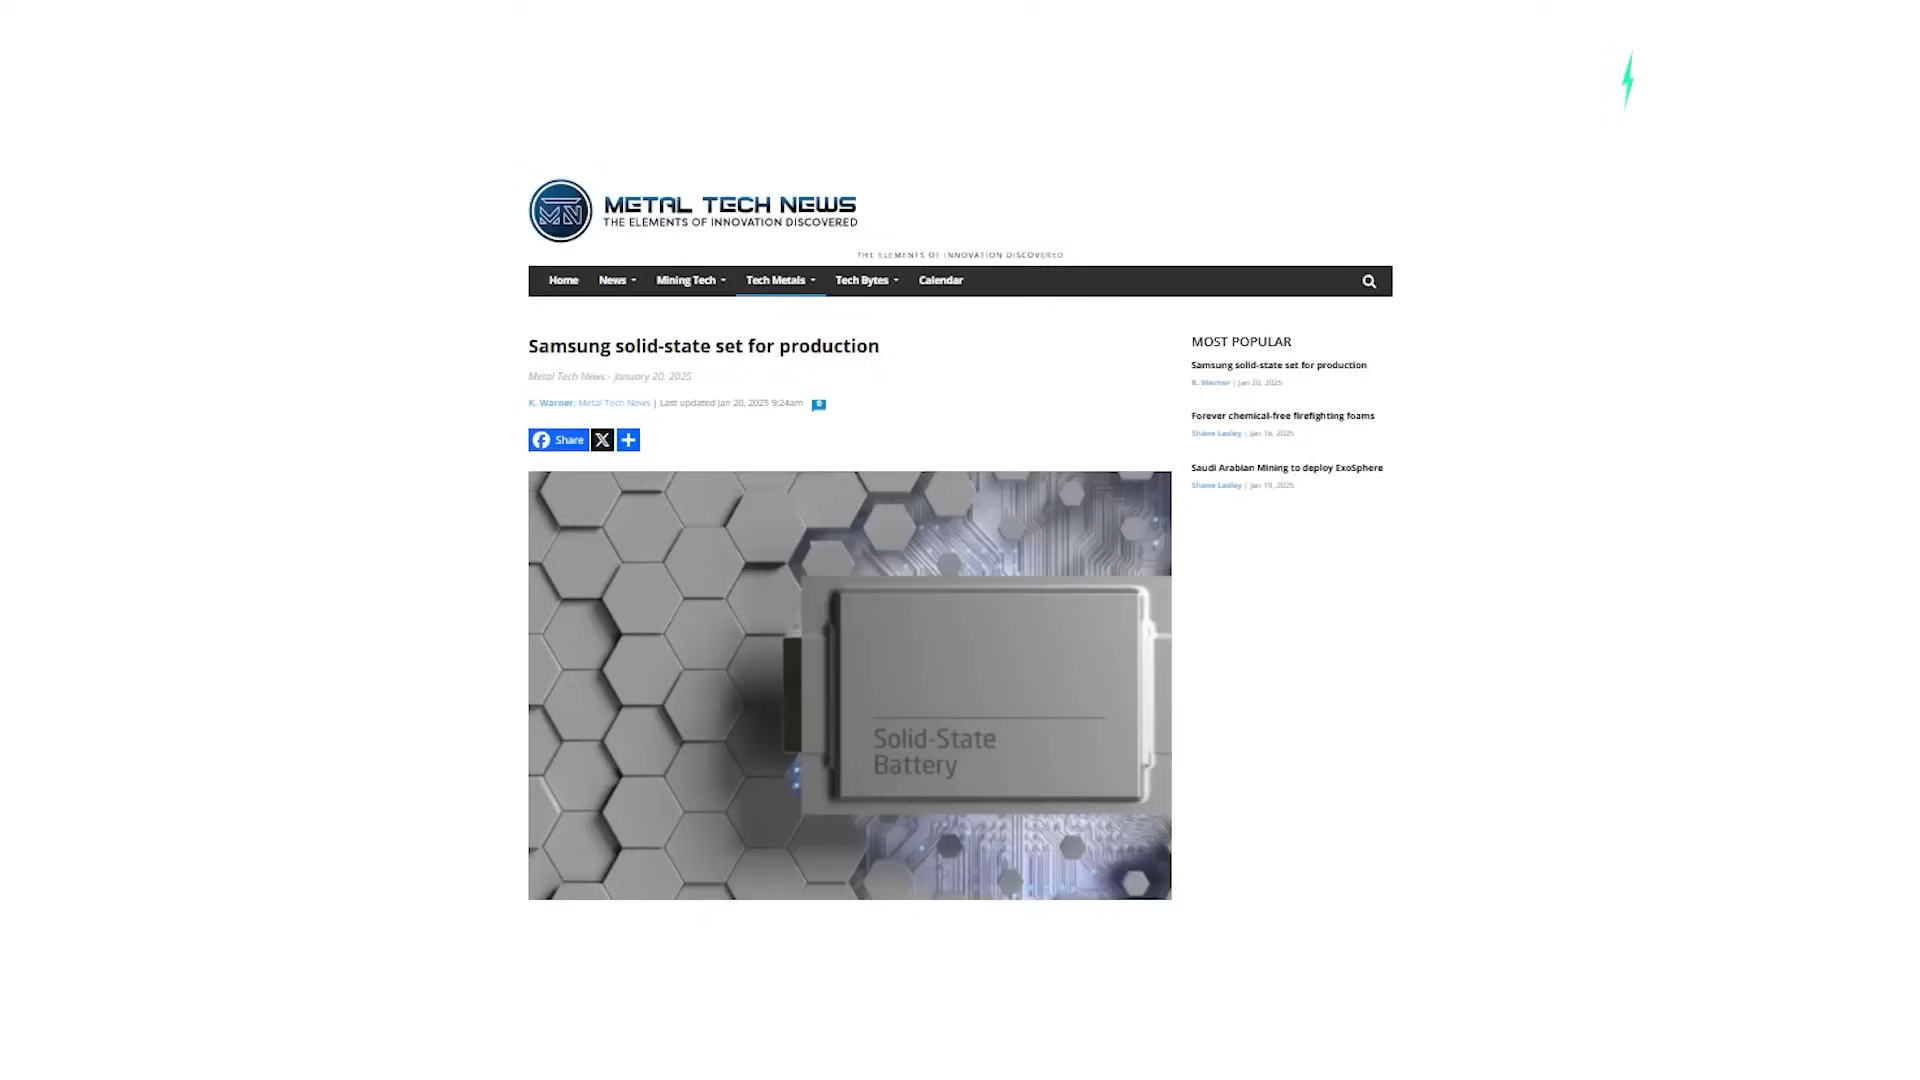 METAL TECH NEWS
THE ELEMENTS OF INNOVATION DISCOVERED
THE ELEMENTS OF INNOVATION DISCOVERED
Home News Mining Tech Tech Metals Tech Bytes Calendar
Samsung solid-state set for production
Metal Tech News - January 20, 2025
K. Warner, Metal Tech News | Last updated Jan 20, 2025 9:24am
Share
Solid-State
Battery
MOST POPULAR
Samsung solid-state set for production
K. Warner | Jan 20, 2025
Forever chemical-free firefighting foams
Shane Lasley | Jan 16, 2025
Saudi Arabian Mining to deploy ExoSphere
Shane Lasley | Jan 19, 2025